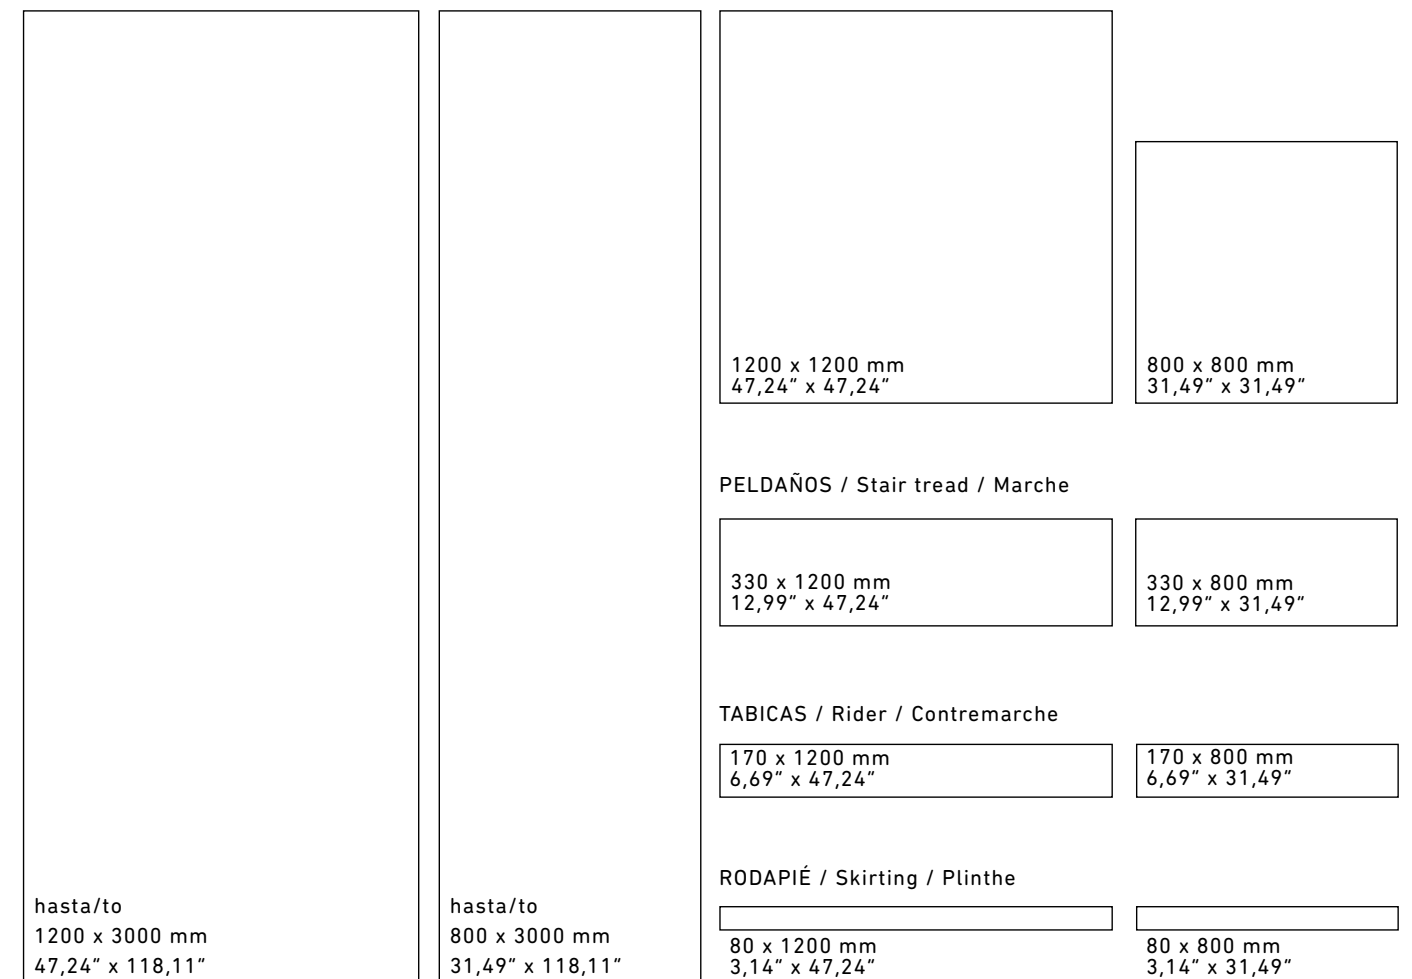 hasta/to
1200 x 3000 mm
47,24” x 118,11”
hasta/to
800 x 3000 mm
31,49” x 118,11”
1200 x 1200 mm
47,24” x 47,24”
800 x 800 mm
31,49” x 31,49”
PELDAÑOS / Stair tread / Marche
330 x 1200 mm
12,99” x 47,24”
330 x 800 mm
12,99” x 31,49”
TABICAS / Rider / Contremarche
170 x 1200 mm
6,69” x 47,24”
170 x 800 mm
6,69” x 31,49”
RODAPIÉ / Skirting / Plinthe
80 x 1200 mm
3,14” x 47,24”
80 x 800 mm
3,14” x 31,49”